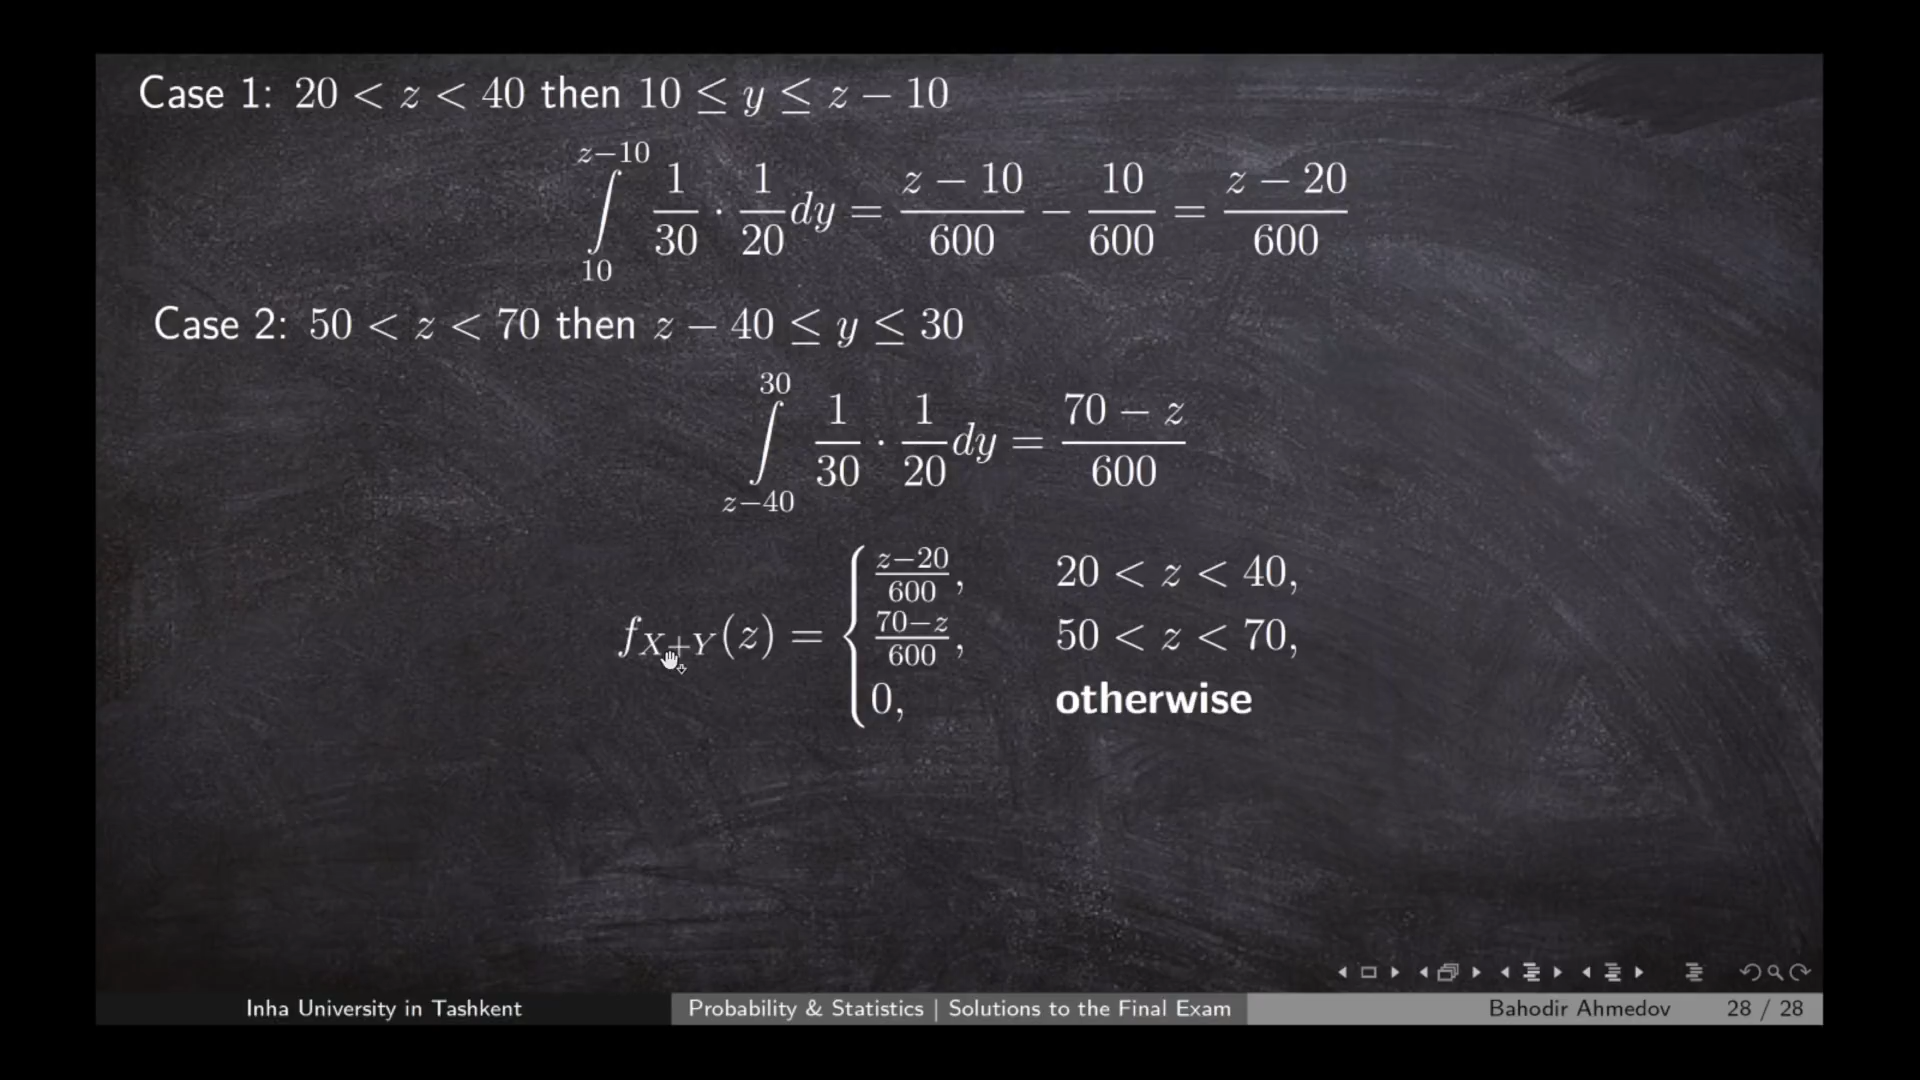 Case 1: 20 < z < 40 then 10 ≤ y ≤ z − 10
∫_{10}^{z−10} 1/30 · 1/20 dy = (z − 10)/600 − 10/600 = (z − 20)/600
Case 2: 50 < z < 70 then z − 40 ≤ y ≤ 30
∫_{z−40}^{30} 1/30 · 1/20 dy = (70 − z)/600
f_{X+Y}(z) = { (z−20)/600, 20 < z < 40,
(70−z)/600, 50 < z < 70,
0, otherwise
Inha University in Tashkent Probability & Statistics | Solutions to the Final Exam Bahodir Ahmedov 28 / 28